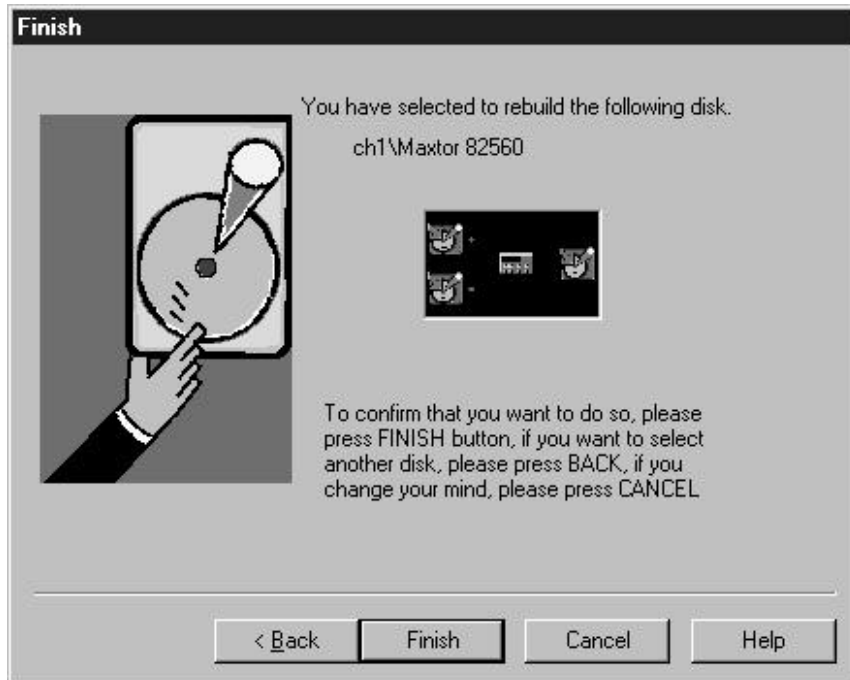 Finish
You have selected to rebuild the following disk.
ch1\Maxtor 82560
To confirm that you want to do so, please
press FINISH button, if you want to select
another disk, please press BACK, if you
change your mind, please press CANCEL
< Back
Finish
Cancel
Help